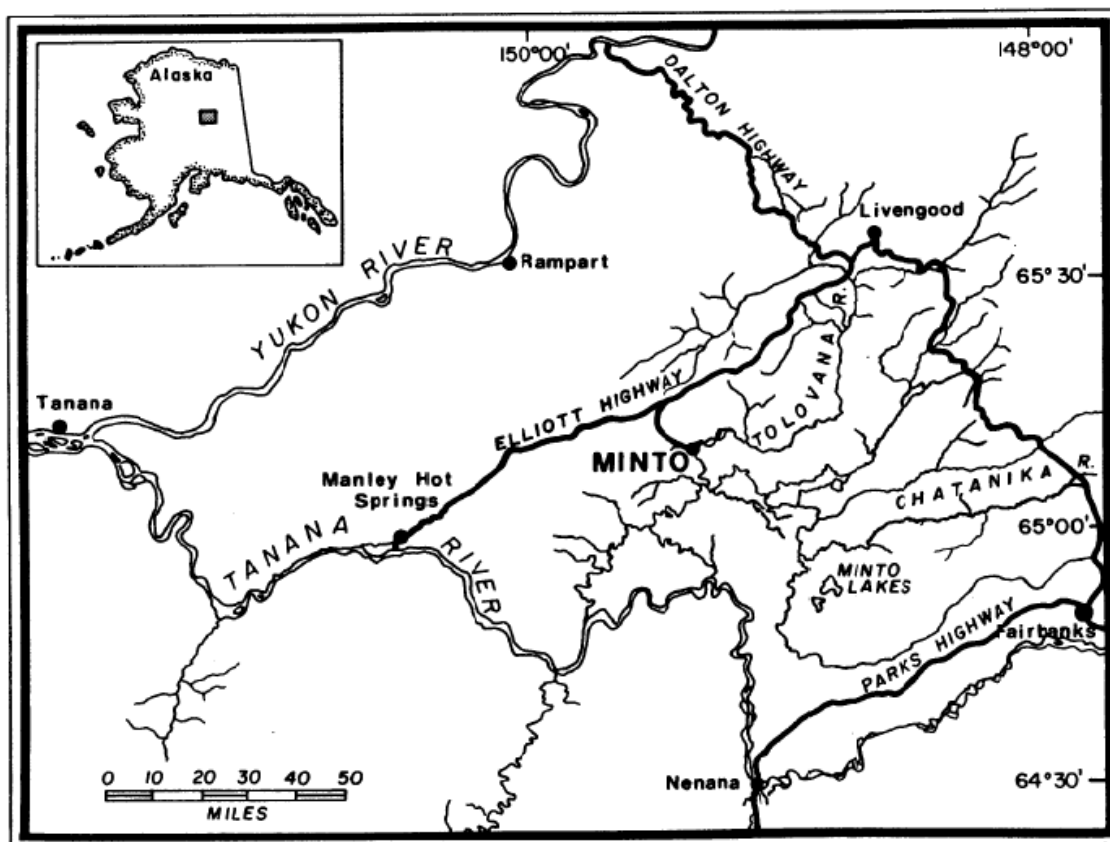 Alaska
150°00'
148°00'
DALTON HIGHWAY
Livengood
YUKON RIVER
Rampart
65°30'
TOLOVANA R.
ELLIOTT HIGHWAY
Tanana
MINTO
Manley Hot
Springs
CHATANIKA R.
TANANA RIVER
65°00'
MINTO
LAKES
PARKS HIGHWAY
Fairbanks
Nenana
64°30'
0 10 20 30 40 50
MILES